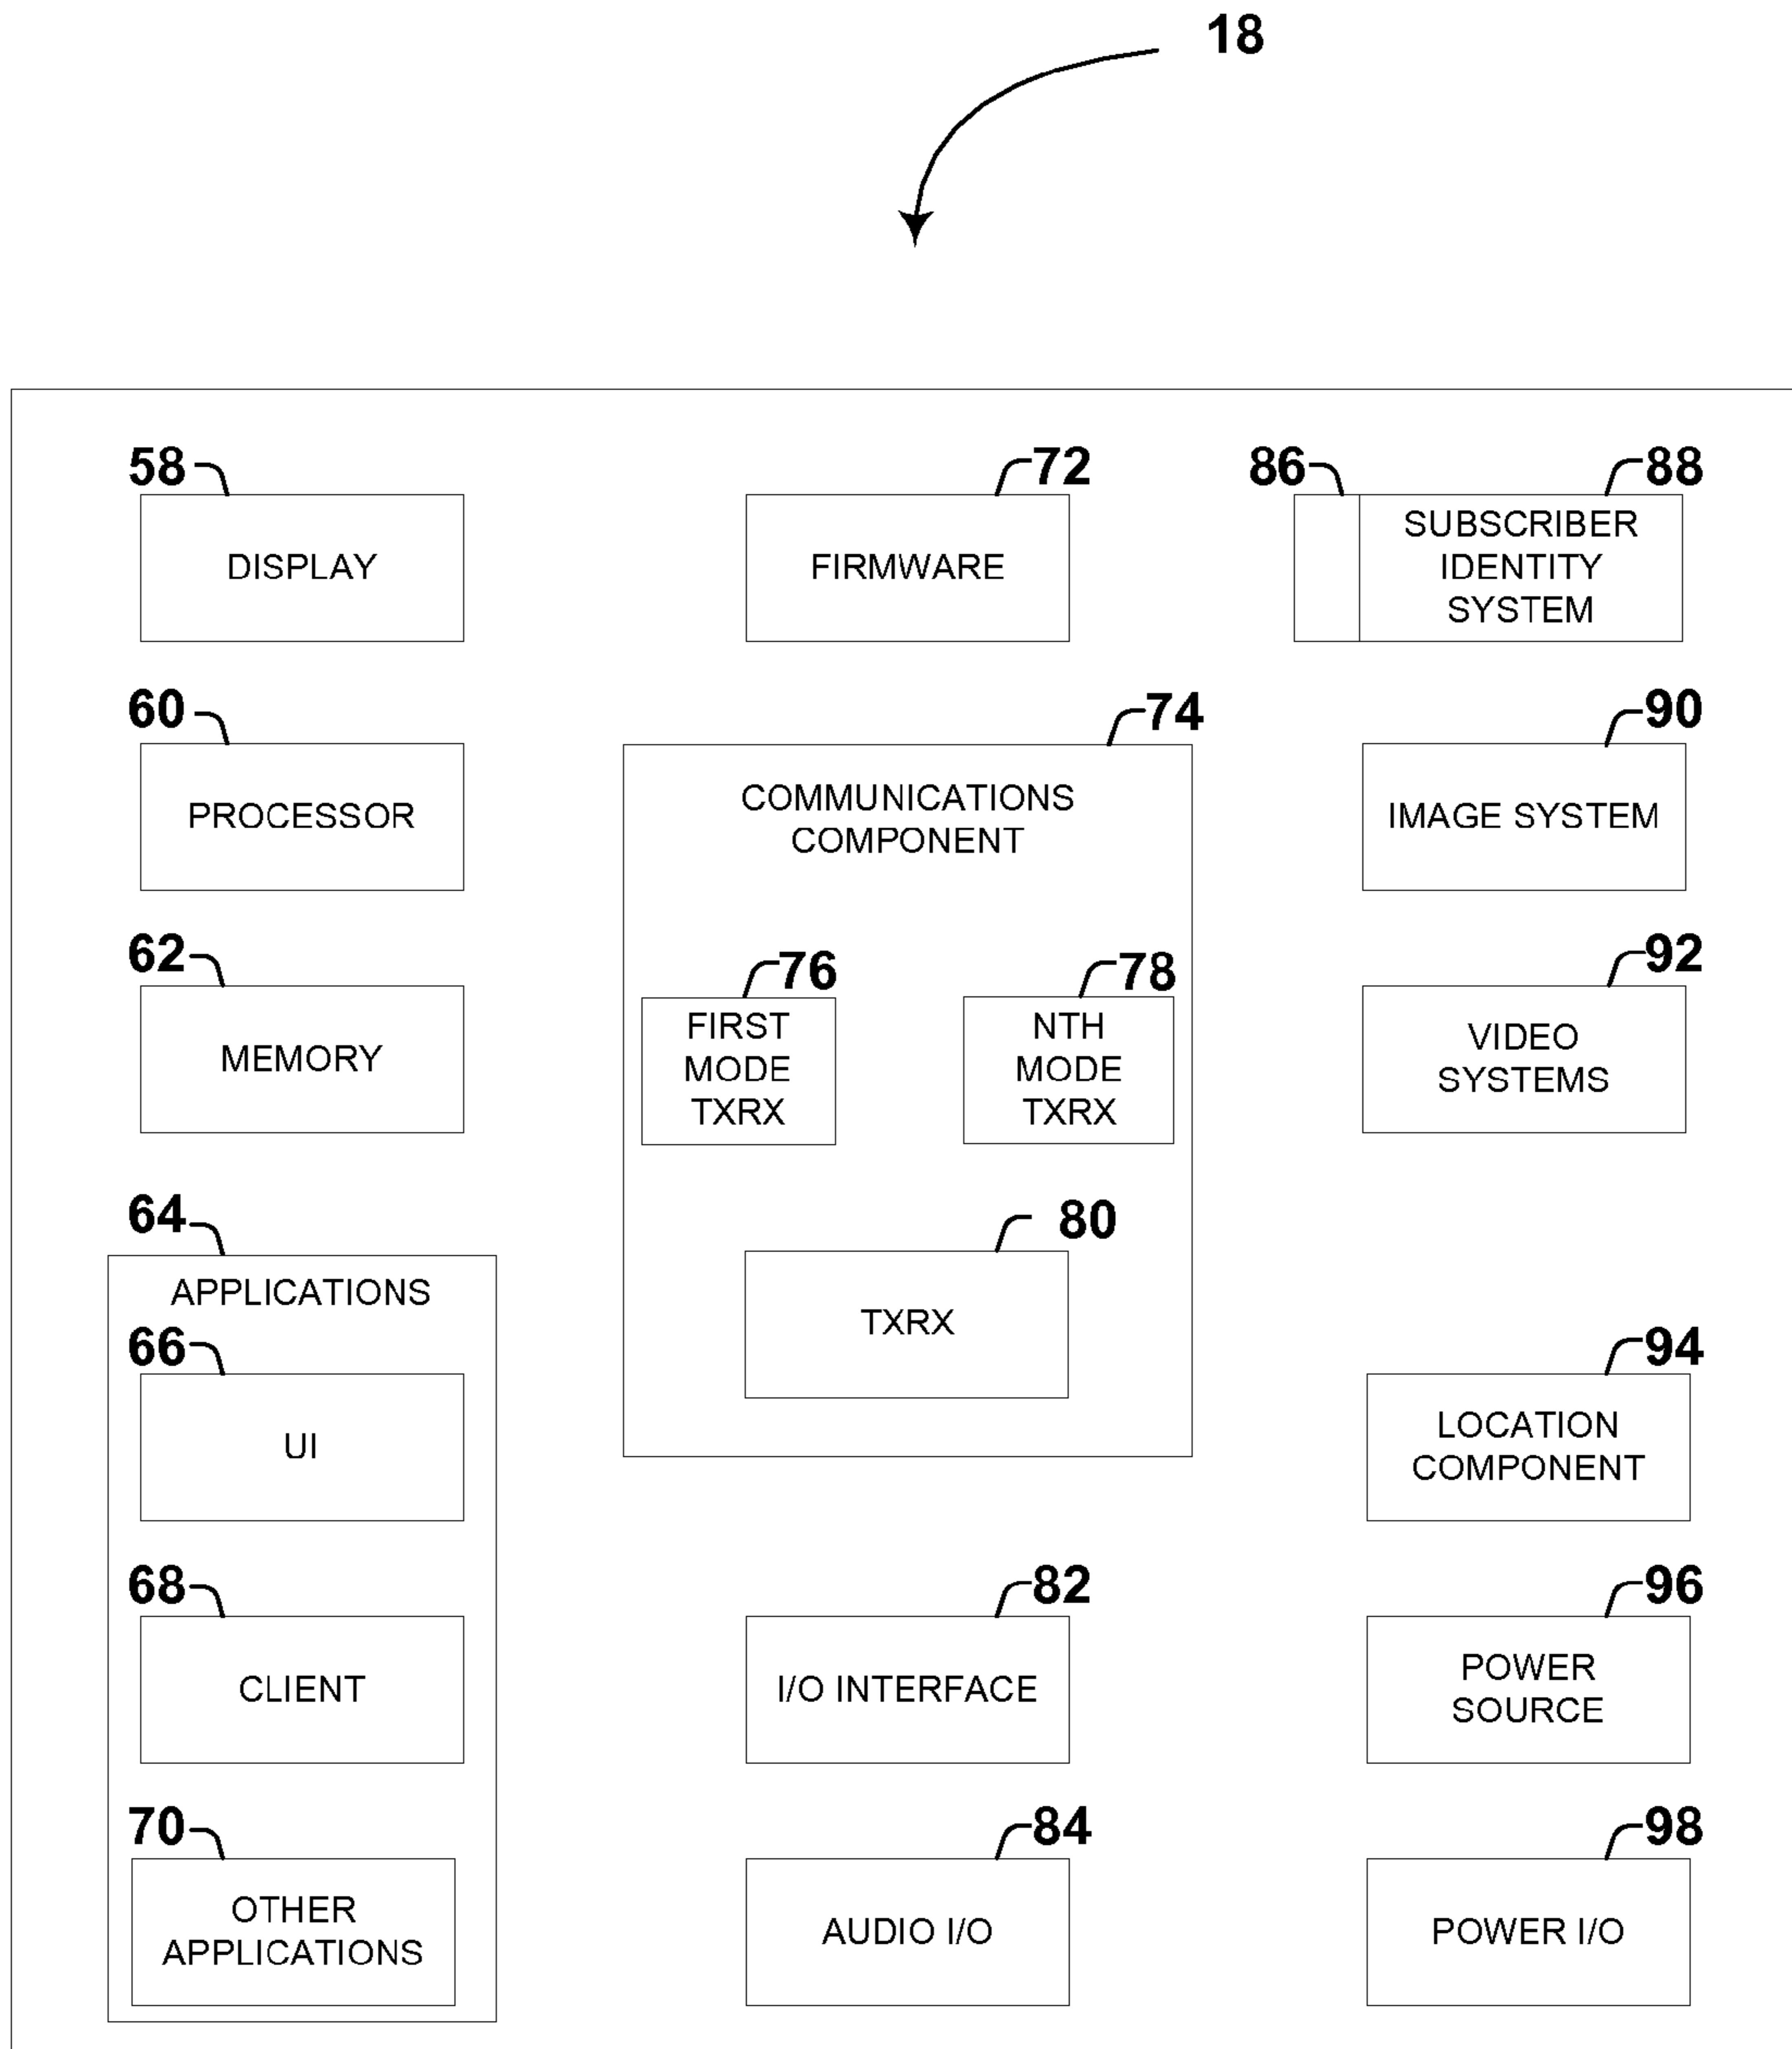 18
58
DISPLAY
72
FIRMWARE
86
88
SUBSCRIBER
IDENTITY
SYSTEM
60
PROCESSOR
74
COMMUNICATIONS
COMPONENT
90
IMAGE SYSTEM
62
MEMORY
76
FIRST
MODE
TXRX
78
NTH
MODE
TXRX
92
VIDEO
SYSTEMS
64
APPLICATIONS
80
TXRX
66
UI
94
LOCATION
COMPONENT
68
CLIENT
82
I/O INTERFACE
96
POWER
SOURCE
70
OTHER
APPLICATIONS
84
AUDIO I/O
98
POWER I/O